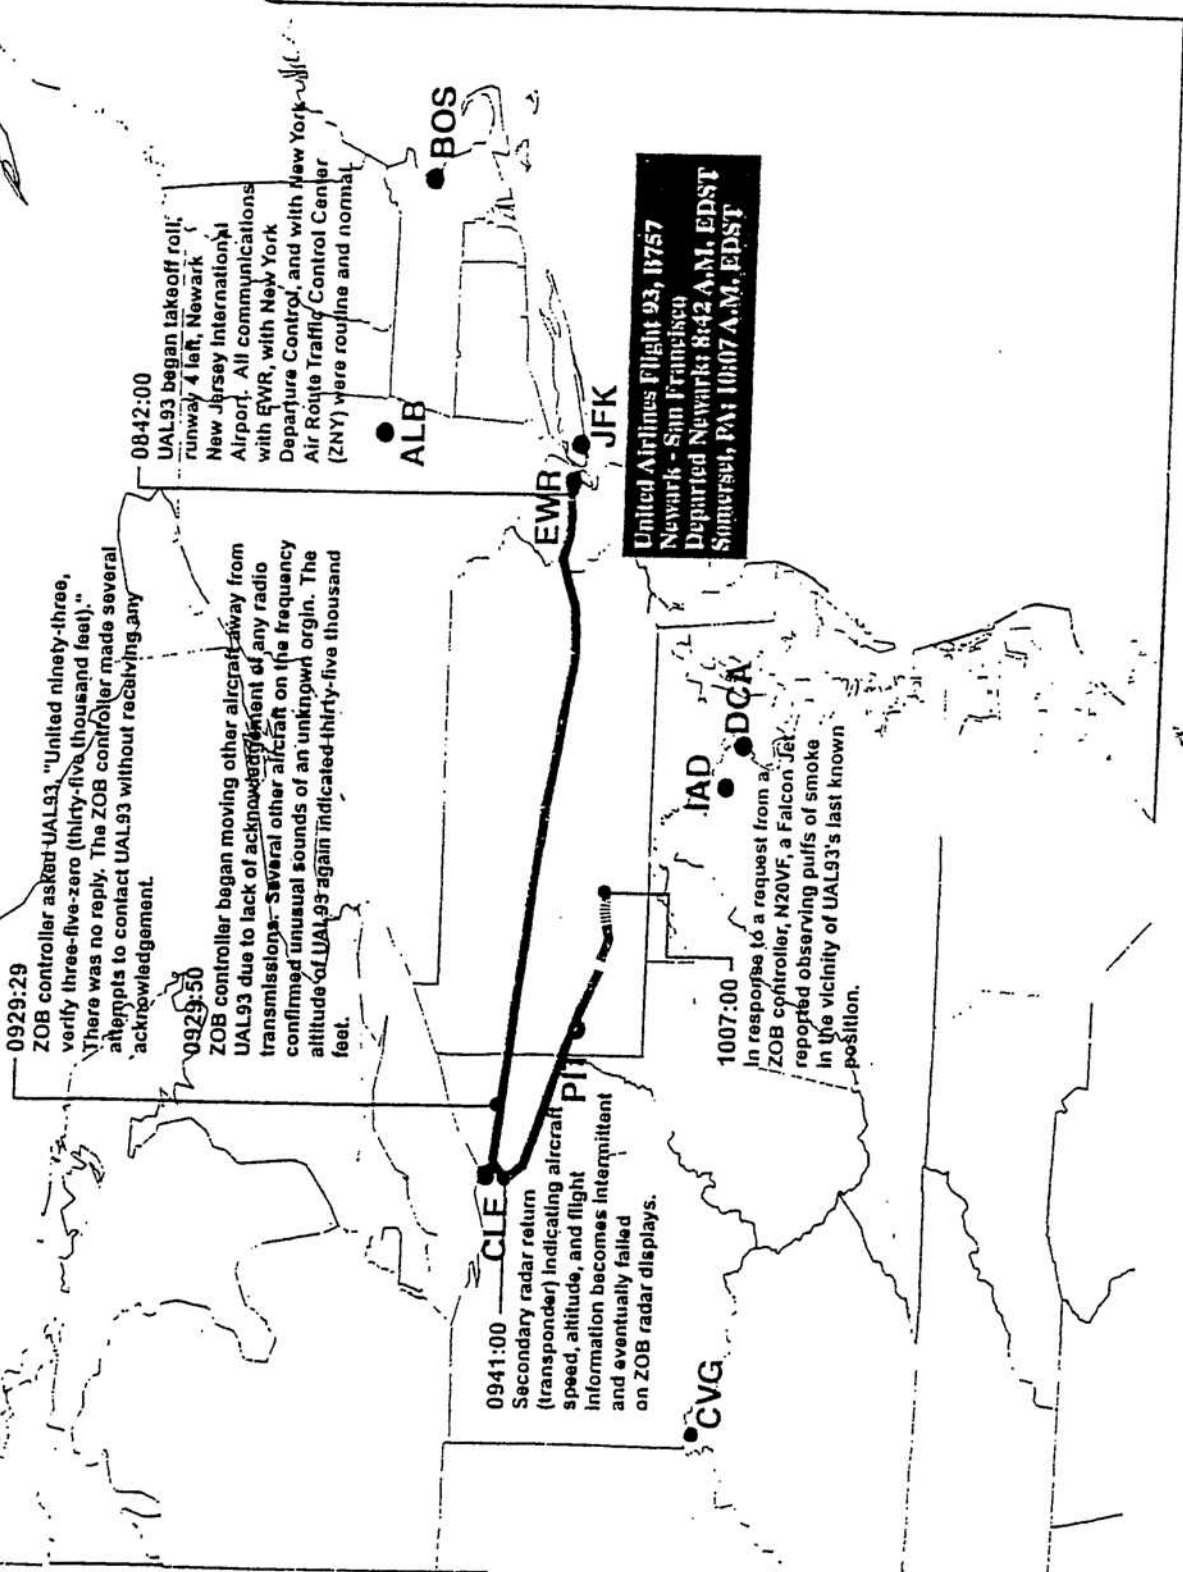 0929:29
ZOB controller asked UAL93, "United ninety-three,
verify three-five-zero (thirty-five thousand feet)."
There was no reply. The ZOB controller made several
attempts to contact UAL93 without receiving any
acknowledgement.
0929:50
ZOB controller began moving other aircraft away from
UAL93 due to lack of acknowledgement of any radio
transmissions. Several other aircraft on the frequency
confirmed unusual sounds of an unknown orgin. The
altitude of UAL93 again indicated thirty-five thousand
feet.
0842:00
UAL93 began takeoff roll,
runway 4 left, Newark
New Jersey International
Airport. All communications
with EWR, with New York
Departure Control, and with New York
Air Route Traffic Control Center
(ZNY) were routine and normal
BOS
ALB
JFK
EWR
CLE
PIT
IAD
DCA
CVG
0941:00
Secondary radar return
(transponder) indicating aircraft
speed, altitude, and flight
information becomes intermittent
and eventually failed
on ZOB radar displays.
1007:00
In response to a request from a
ZOB controller, N20VF, a Falcon Jet
reported observing puffs of smoke
in the vicinity of UAL93's last known
position.
United Airlines Flight 93, B757
Newark - San Francisco
Departed Newark: 8:42 A.M. EDST
Somerset, PA: 10:07 A.M. EDST